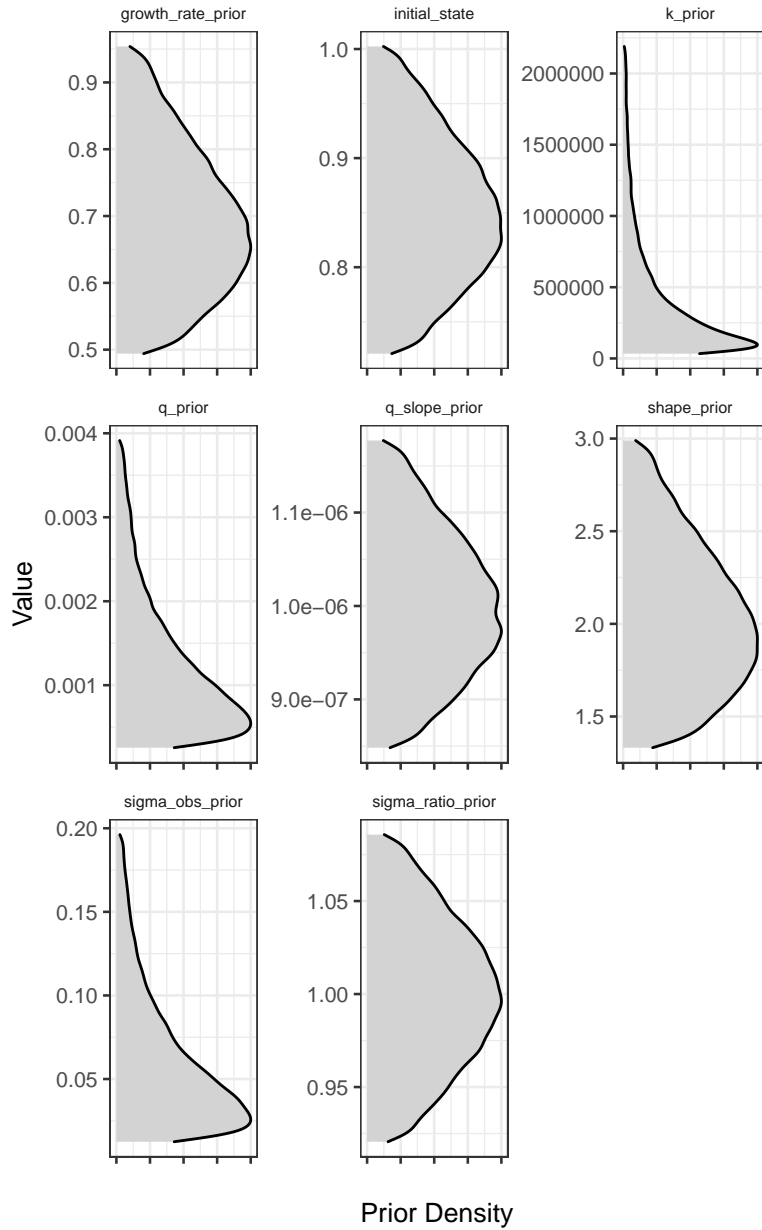 growth_rate_prior
initial_state
k_prior
0.9
0.8
0.7
0.6
0.5
1.0
0.9
0.8
2000000
1500000
1000000
500000
0
q_prior
q_slope_prior
shape_prior
0.004
0.003
0.002
0.001
1.1e-06
1.0e-06
9.0e-07
3.0
2.5
2.0
1.5
Value
sigma_obs_prior
sigma_ratio_prior
0.20
0.15
0.10
0.05
1.05
1.00
0.95
Prior Density